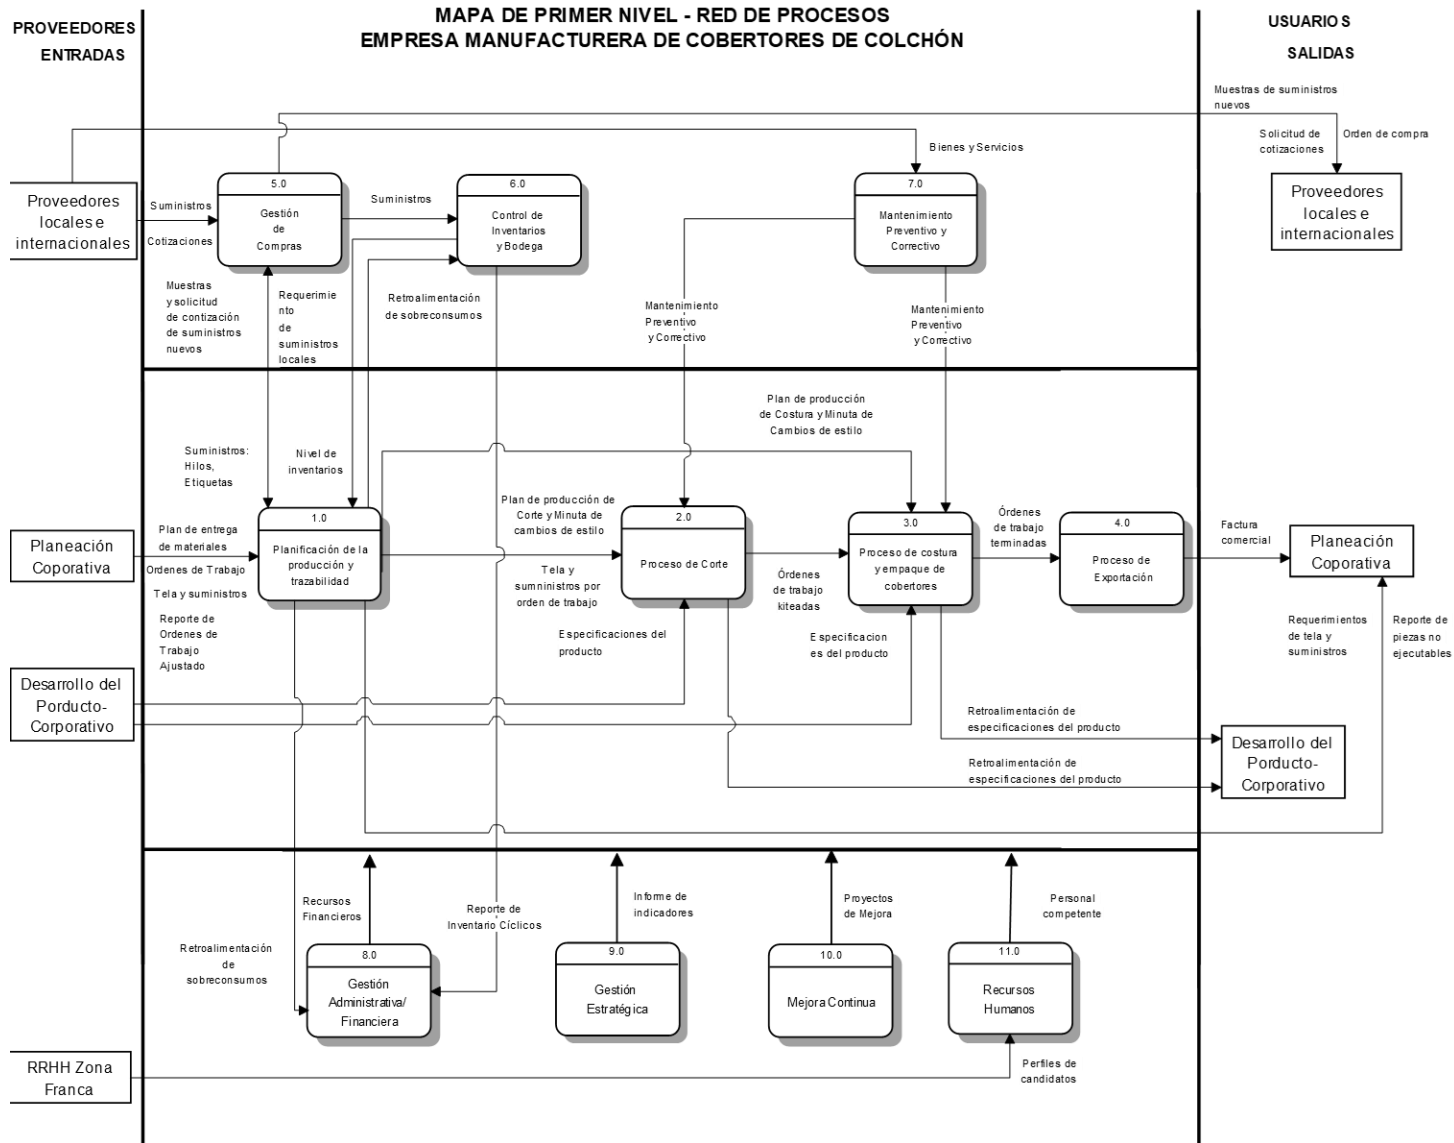 MAPA DE PRIMER NIVEL - RED DE PROCESOS
EMPRESA MANUFACTURERA DE COBERTORES DE COLCHÓN
PROVEEDORES
ENTRADAS
USUARIOS
SALIDAS
Muestras de suministros
nuevos
Solicitud de
cotizaciones
Orden de compra
Bienes y Servicios
Proveedores
locales e
internacionales
Suministros
Cotizaciones
5.0
Gestión
de
Compras
Suministros
6.0
Control de
Inventarios
y Bodega
7.0
Mantenimiento
Preventivo y
Correctivo
Proveedores
locales e
internacionales
Muestras
y solicitud
de contización
de suministros
nuevos
Requerimie
nto
de
suministros
locales
Retroalimentación
de sobreconsumos
Mantenimiento
Preventivo
y Correctivo
Mantenimiento
Preventivo
y Correctivo
Plan de producción
de Costura y Minuta de
Cambios de estilo
Suministros:
Hilos,
Etiquetas
Nivel de
inventarios
Planeación
Coporativa
Plan de entrega
de materiales
Ordenes de Trabajo
Tela y suministros
Reporte de
Ordenes de
Trabajo
Ajustado
1.0
Planificación de la
producción y
trazabilidad
Plan de producción de
Corte y Minuta de
cambios de estilo
Tela y
sumninistros por
orden de trabajo
2.0
Proceso de Corte
Órdenes
de trabajo
kiteadas
3.0
Proceso de costura
y empaque de
cobertores
Órdenes
de trabajo
terminadas
4.0
Proceso de
Exportación
Factura
comercial
Planeación
Coporativa
Especificaciones del
producto
Especificacion
es del producto
Requerimientos
de tela y
suministros
Reporte de
piezas no
ejecutables
Desarrollo del
Porducto-
Corporativo
Retroalimentación de
especificaciones del producto
Retroalimentación de
especificaciones del producto
Desarrollo del
Porducto-
Corporativo
Recursos
Financieros
Reporte de
Inventario Cíclicos
Informe de
indicadores
Proyectos
de Mejora
Personal
competente
Retroalimentación
de
sobreconsumos
8.0
Gestión
Administrativa/
Financiera
9.0
Gestión
Estratégica
10.0
Mejora Continua
11.0
Recursos
Humanos
RRHH Zona
Franca
Perfiles de
candidatos